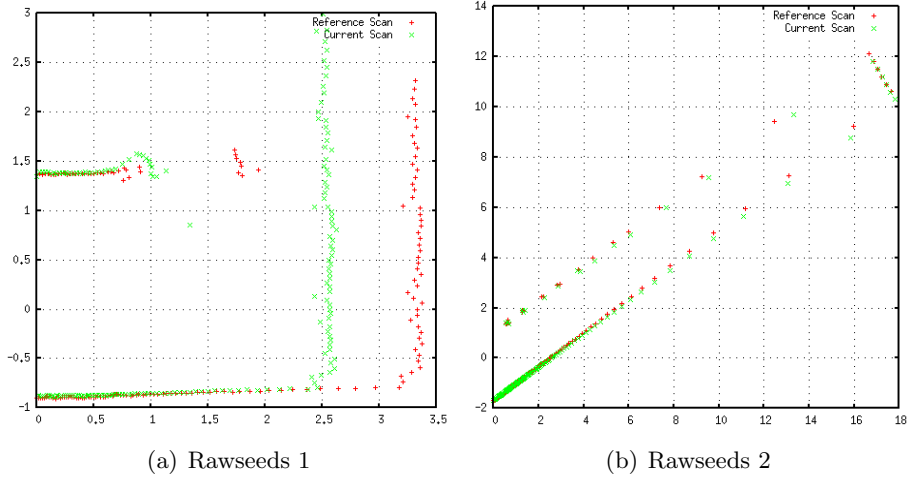 3
2.5
2
1.5
1
0.5
0
−0.5
−1
0 0.5 1 1.5 2 2.5 3 3.5
Reference Scan
Current Scan
(a) Rawseeds 1
14
12
10
8
6
4
2
0
−2
0 2 4 6 8 10 12 14 16 18
Reference Scan
Current Scan
(b) Rawseeds 2